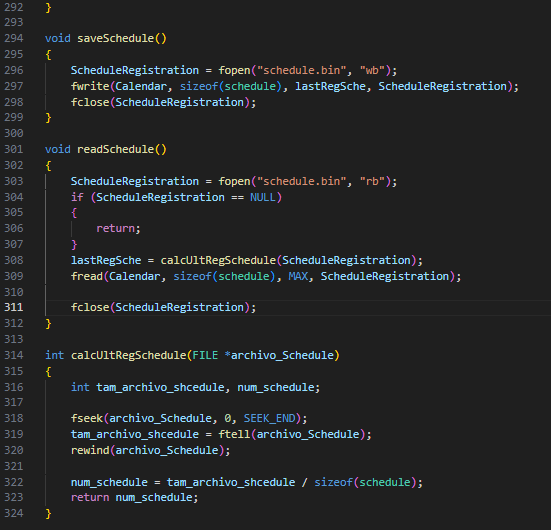 292 }
293
294 void saveSchedule()
295 {
296     ScheduleRegistration = fopen("schedule.bin", "wb");
297     fwrite(Calendar, sizeof(schedule), lastRegSche, ScheduleRegistration);
298     fclose(ScheduleRegistration);
299 }
300
301 void readSchedule()
302 {
303     ScheduleRegistration = fopen("schedule.bin", "rb");
304     if (ScheduleRegistration == NULL)
305     {
306         return;
307     }
308     lastRegSche = calcUltRegSchedule(ScheduleRegistration);
309     fread(Calendar, sizeof(schedule), MAX, ScheduleRegistration);
310
311     fclose(ScheduleRegistration);
312 }
313
314 int calcUltRegSchedule(FILE *archivo_Schedule)
315 {
316     int tam_archivo_shcedule, num_schedule;
317
318     fseek(archivo_Schedule, 0, SEEK_END);
319     tam_archivo_shcedule = ftell(archivo_Schedule);
320     rewind(archivo_Schedule);
321
322     num_schedule = tam_archivo_shcedule / sizeof(schedule);
323     return num_schedule;
324 }